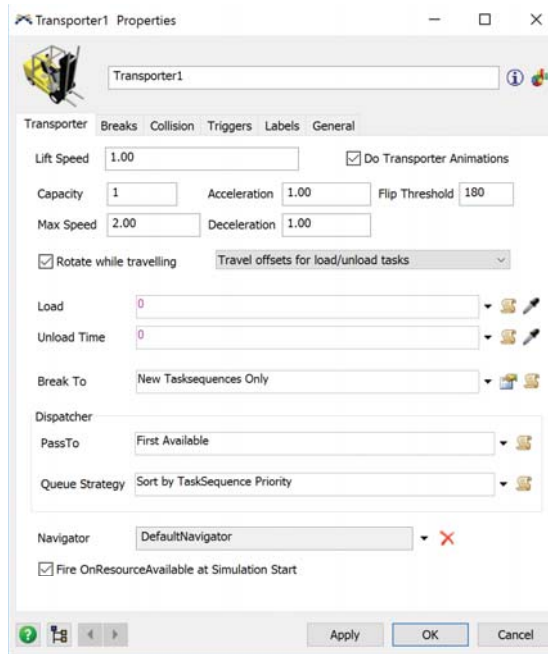 Transporter1 Properties
Transporter1
Transporter Breaks Collision Triggers Labels General
Lift Speed 1.00 Do Transporter Animations
Capacity 1 Acceleration 1.00 Flip Threshold 180
Max Speed 2.00 Deceleration 1.00
Rotate while travelling Travel offsets for load/unload tasks
Load 0
Unload Time 0
Break To New Tasksequences Only
Dispatcher
PassTo First Available
Queue Strategy Sort by TaskSequence Priority
Navigator DefaultNavigator
Fire OnResourceAvailable at Simulation Start
Apply OK Cancel